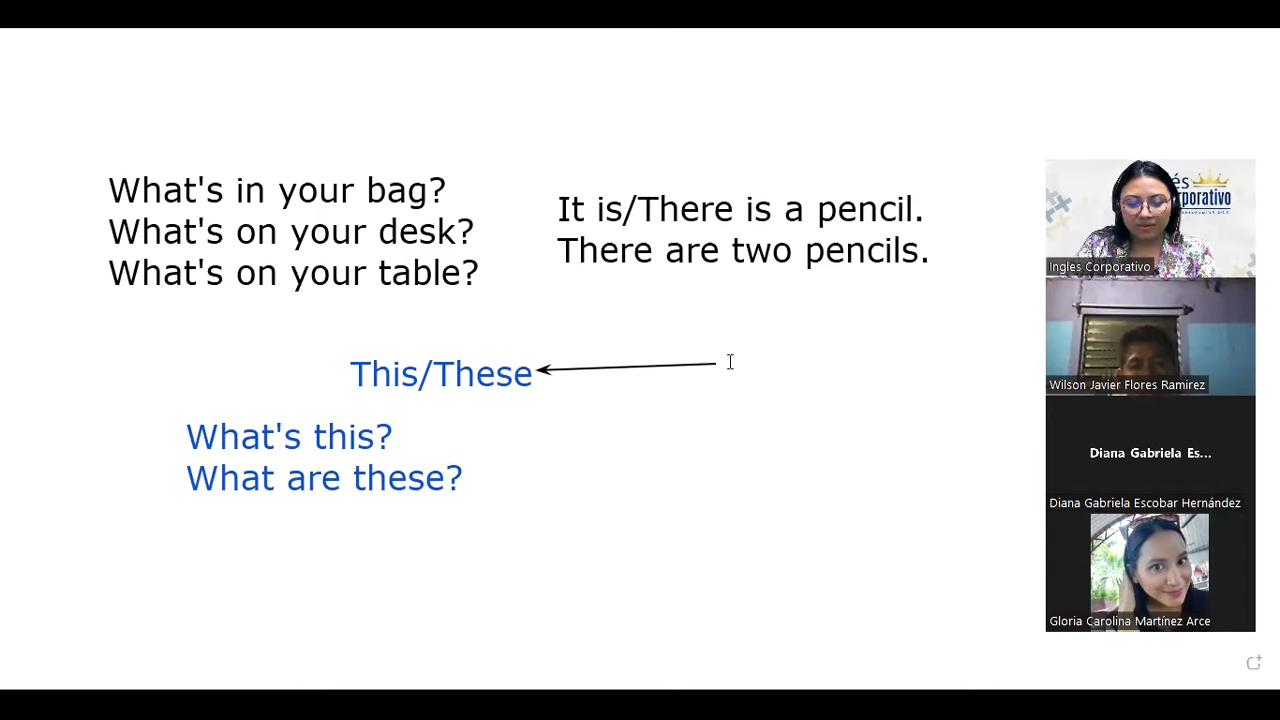 What's in your bag?
What's on your desk?
What's on your table?
It is/There is a pencil.
There are two pencils.
This/These
What's this?
What are these?
és
rporativo
Ingles Corporativo
Wilson Javier Flores Ramirez
Diana Gabriela Es...
Diana Gabriela Escobar Hernández
Gloria Carolina Martínez Arce